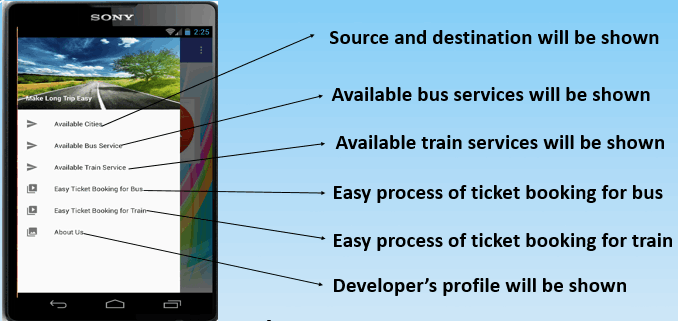 SONY
2:25
Make Long Trip Easy
Available Cities
Source and destination will be shown
Available Bus Service
Available bus services will be shown
Available Train Service
Available train services will be shown
Easy Ticket Booking for Bus
Easy process of ticket booking for bus
Easy Ticket Booking for Train
Easy process of ticket booking for train
About Us
Developer's profile will be shown